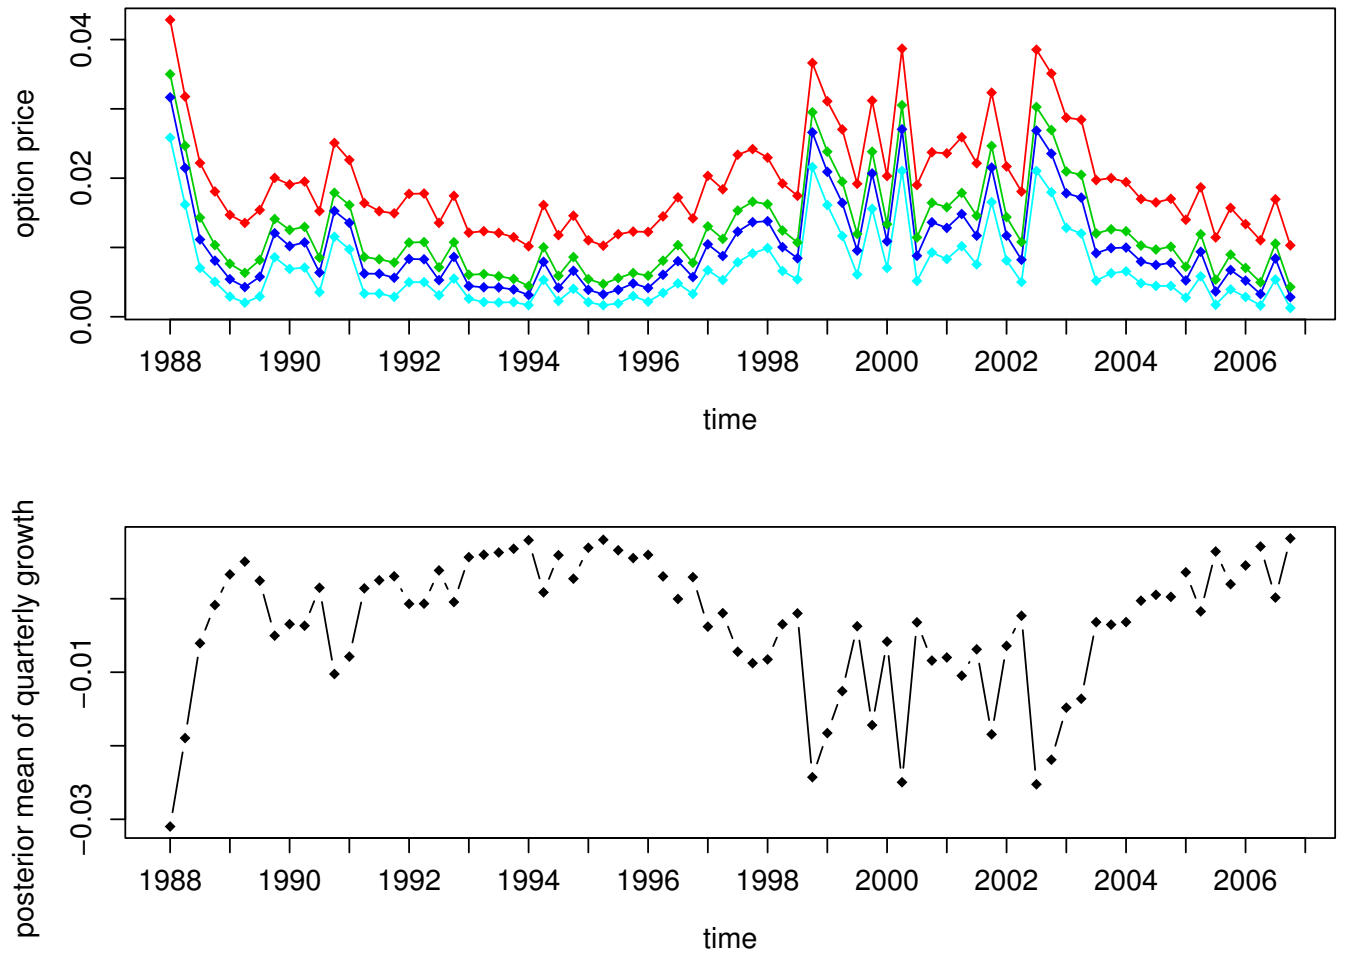 option price
0.04
0.02
0.00
1988 1990 1992 1994 1996 1998 2000 2002 2004 2006
time
posterior mean of quarterly growth
−0.01
−0.03
1988 1990 1992 1994 1996 1998 2000 2002 2004 2006
time